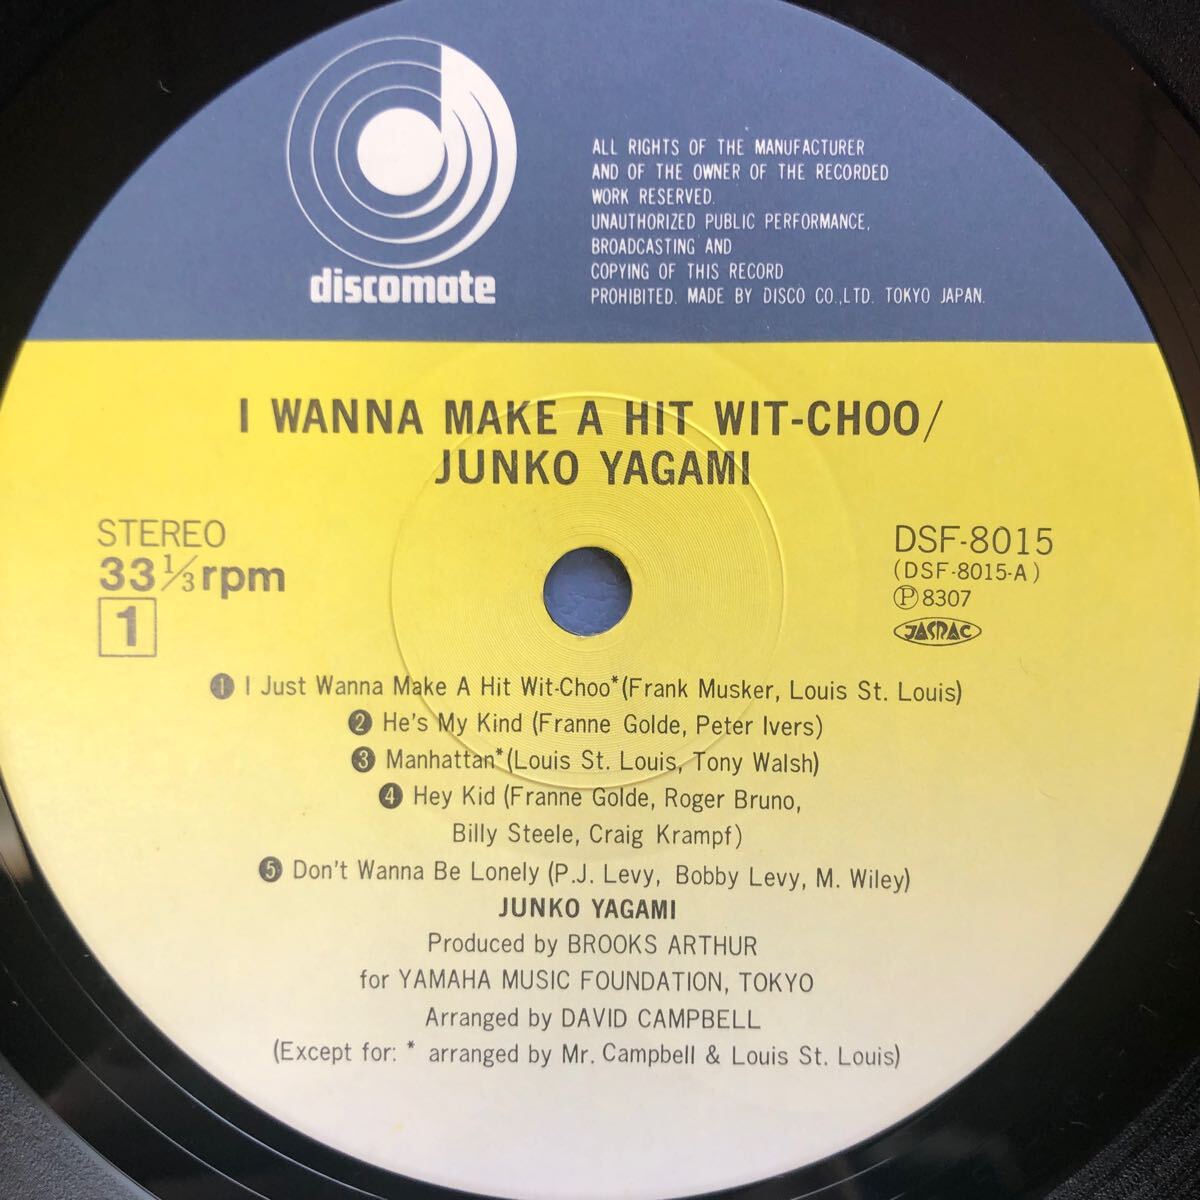 discomate
ALL RIGHTS OF THE MANUFACTURER
AND OF THE OWNER OF THE RECORDED
WORK RESERVED.
UNAUTHORIZED PUBLIC PERFORMANCE,
BROADCASTING AND
COPYING OF THIS RECORD
PROHIBITED. MADE BY DISCO CO.,LTD. TOKYO JAPAN.
I WANNA MAKE A HIT WIT-CHOO/
JUNKO YAGAMI
STEREO
33 1/3 rpm
1
DSF-8015
(DSF-8015-A)
Ⓟ8307
JASRAC
❶ I Just Wanna Make A Hit Wit-Choo*(Frank Musker, Louis St. Louis)
❷ He's My Kind (Franne Golde, Peter Ivers)
❸ Manhattan*(Louis St. Louis, Tony Walsh)
❹ Hey Kid (Franne Golde, Roger Bruno,
Billy Steele, Craig Krampf)
❺ Don't Wanna Be Lonely (P.J. Levy, Bobby Levy, M. Wiley)
JUNKO YAGAMI
Produced by BROOKS ARTHUR
for YAMAHA MUSIC FOUNDATION, TOKYO
Arranged by DAVID CAMPBELL
(Except for: * arranged by Mr. Campbell & Louis St. Louis)